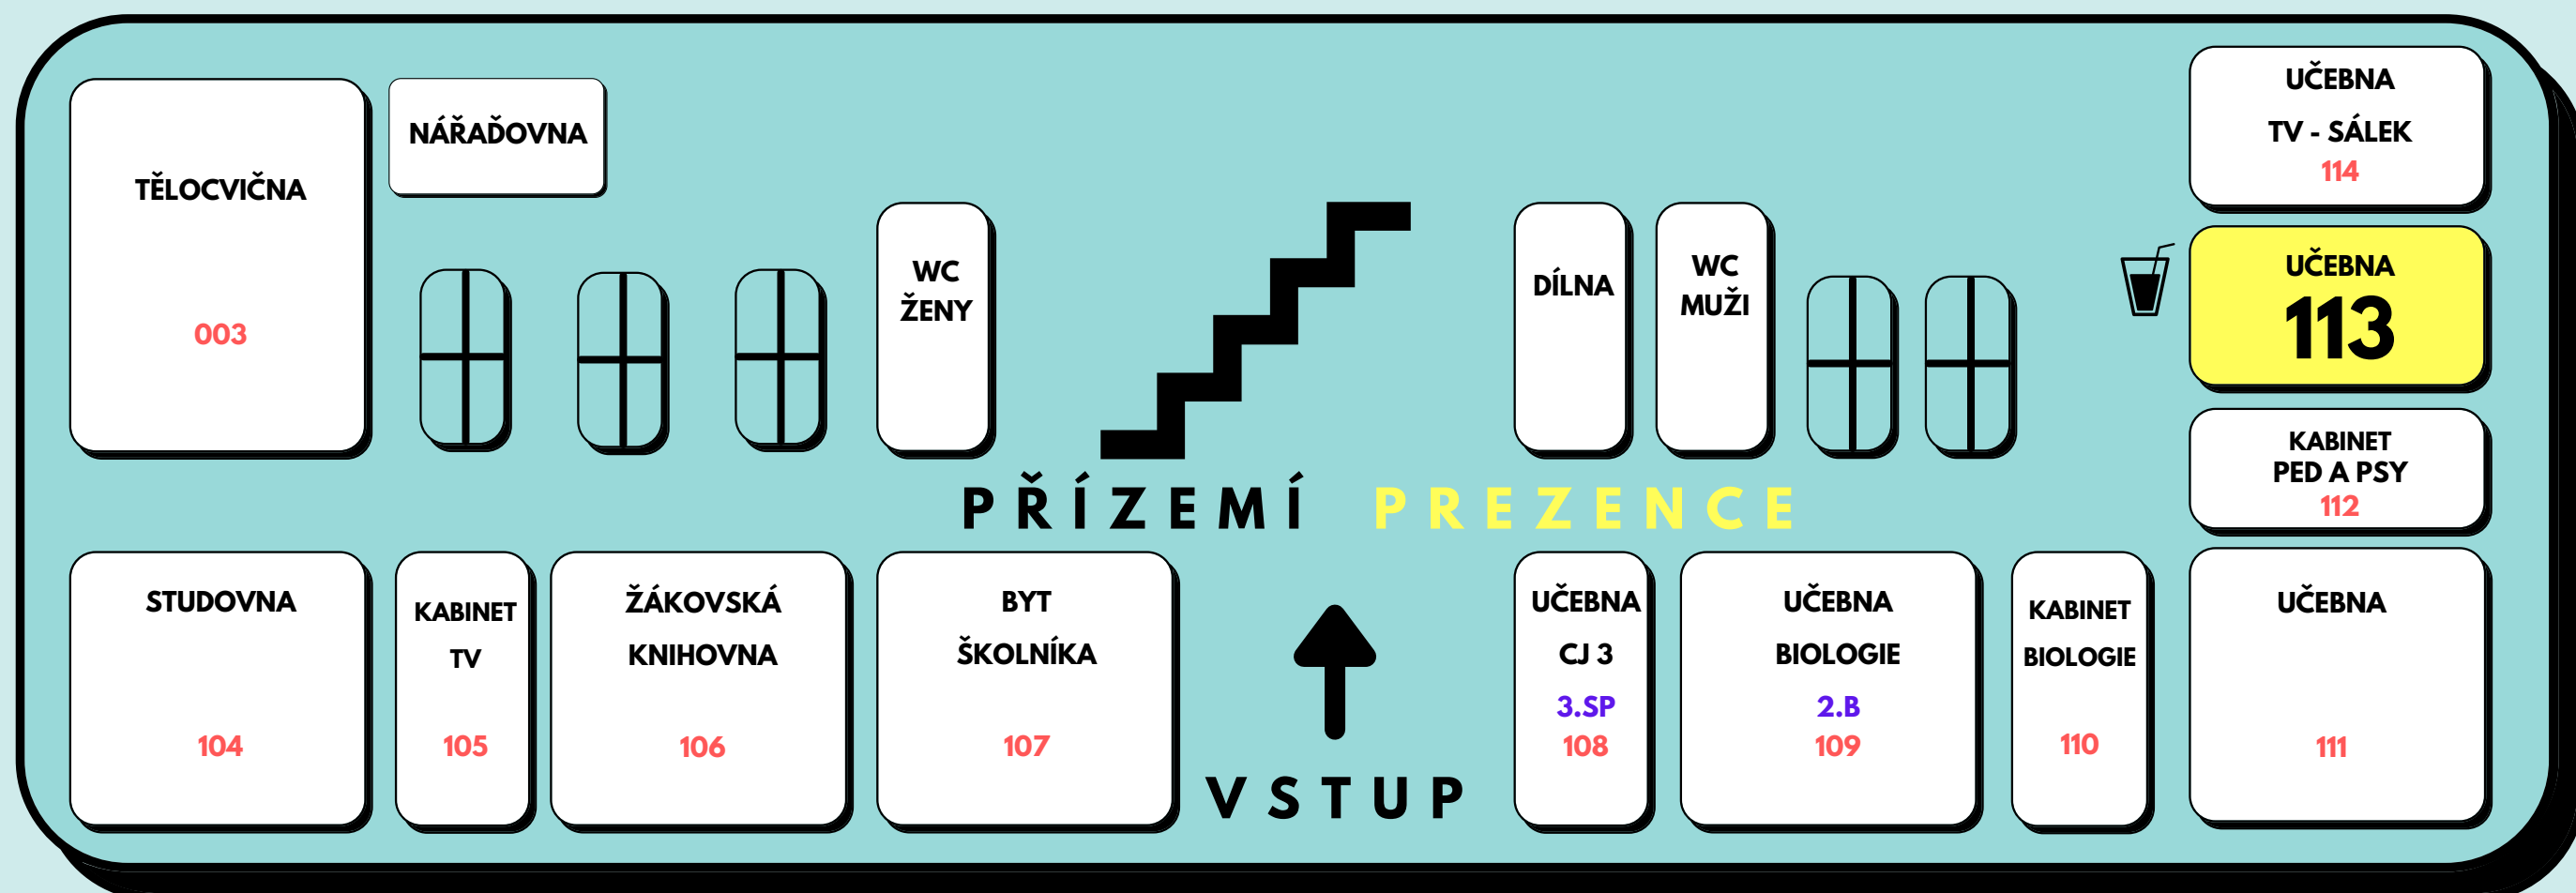 TĚLOCVIČNA
003
NÁŘAĎOVNA
WC
ŽENY
DÍLNA
WC
MUŽI
UČEBNA
TV - SÁLEK
114
UČEBNA
113
KABINET
PED A PSY
112
PŘÍZEMÍ PREZENCE
STUDOVNA
104
KABINET
TV
105
ŽÁKOVSKÁ
KNIHOVNA
106
BYT
ŠKOLNÍKA
107
VSTUP
UČEBNA
CJ 3
3.SP
108
UČEBNA
BIOLOGIE
2.B
109
KABINET
BIOLOGIE
110
UČEBNA
111